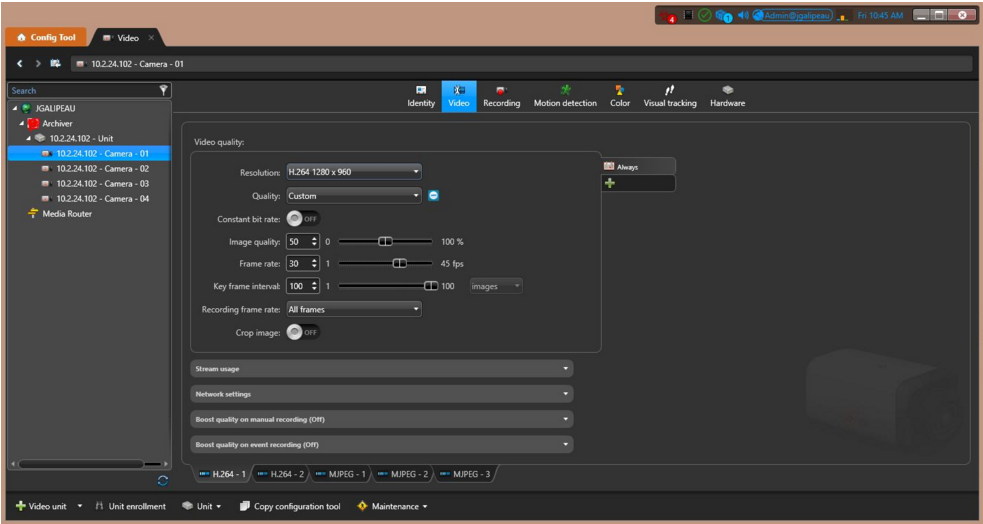 4
1
Admin@jgalipeau
Fri 10:45 AM
Config Tool
Video
10.2.24.102 - Camera - 01
Search
Identity Video Recording Motion detection Color Visual tracking Hardware
JGALIPEAU
Archiver
10.2.24.102 - Unit
10.2.24.102 - Camera - 01
10.2.24.102 - Camera - 02
10.2.24.102 - Camera - 03
10.2.24.102 - Camera - 04
Media Router
Video quality:
Resolution: H.264 1280 x 960
Quality: Custom
Constant bit rate: OFF
Image quality: 50 0 100 %
Frame rate: 30 1 45 fps
Key frame interval: 100 1 100 images
Recording frame rate: All frames
Crop image: OFF
Always
Stream usage
Network settings
Boost quality on manual recording (Off)
Boost quality on event recording (Off)
H.264 - 1 H.264 - 2 MJPEG - 1 MJPEG - 2 MJPEG - 3
Video unit Unit enrollment Unit Copy configuration tool Maintenance